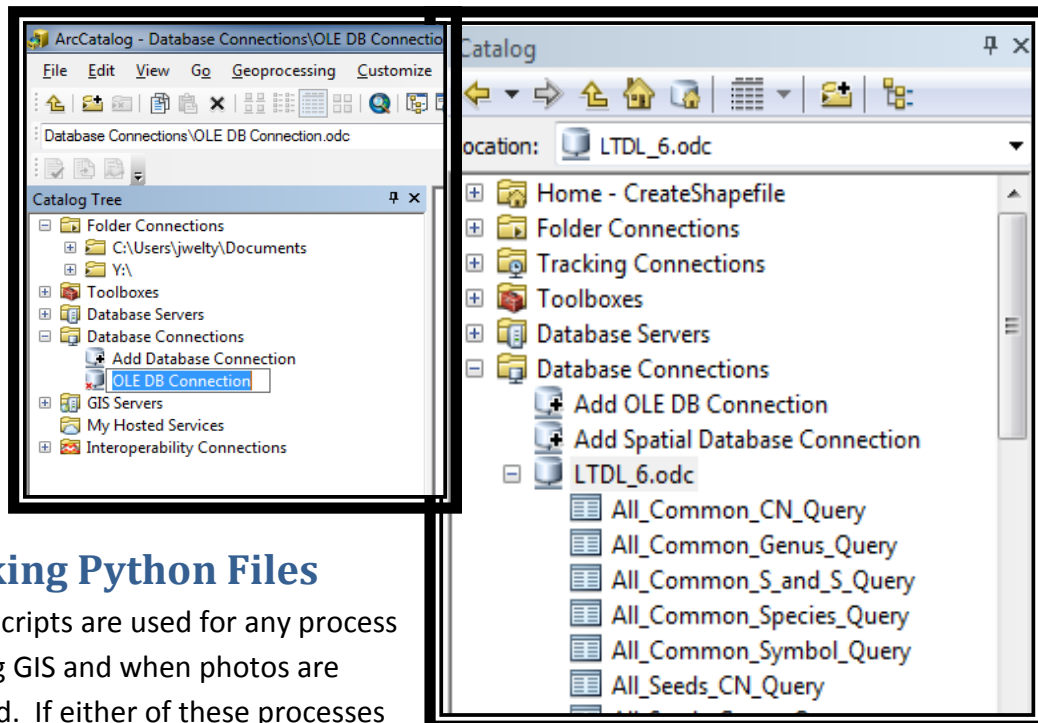 ArcCatalog - Database Connections\OLE DB Connectio
File Edit View Go Geoprocessing Customize
Database Connections\OLE DB Connection.odc
Catalog Tree
Folder Connections
C:\Users\jwelty\Documents
Y:\
Toolboxes
Database Servers
Database Connections
Add Database Connection
OLE DB Connection
GIS Servers
My Hosted Services
Interoperability Connections
Catalog
ocation: LTDL_6.odc
Home - CreateShapefile
Folder Connections
Tracking Connections
Toolboxes
Database Servers
Database Connections
Add OLE DB Connection
Add Spatial Database Connection
LTDL_6.odc
All_Common_CN_Query
All_Common_Genus_Query
All_Common_S_and_S_Query
All_Common_Species_Query
All_Common_Symbol_Query
All_Seeds_CN_Query
king Python Files
cripts are used for any process
g GIS and when photos are
d. If either of these processes